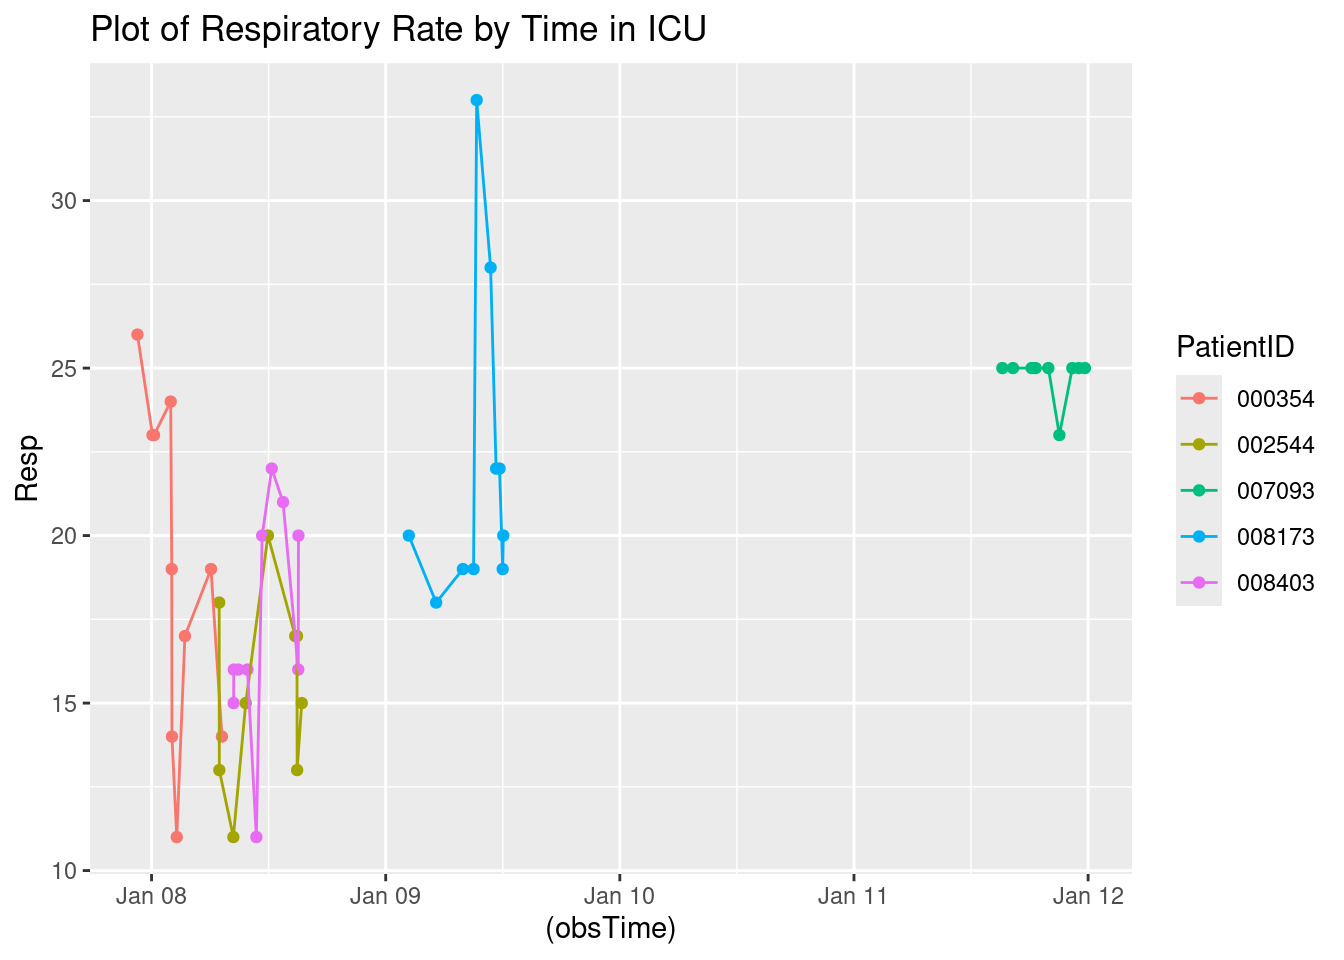 Plot of Respiratory Rate by Time in ICU
Resp
30
25
20
15
10
Jan 08
Jan 09
Jan 10
Jan 11
Jan 12
(obsTime)
PatientID
000354
002544
007093
008173
008403